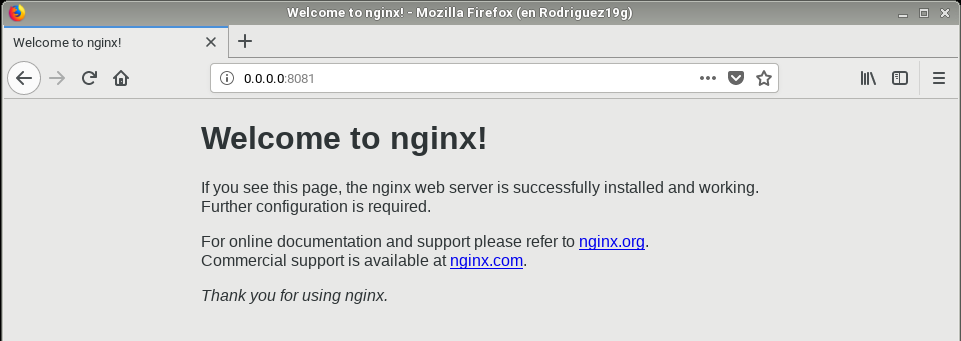 Welcome to nginx! - Mozilla Firefox (en Rodriguez19g)
Welcome to nginx!
0.0.0.0:8081
Welcome to nginx!
If you see this page, the nginx web server is successfully installed and working.
Further configuration is required.
For online documentation and support please refer to nginx.org.
Commercial support is available at nginx.com.
Thank you for using nginx.